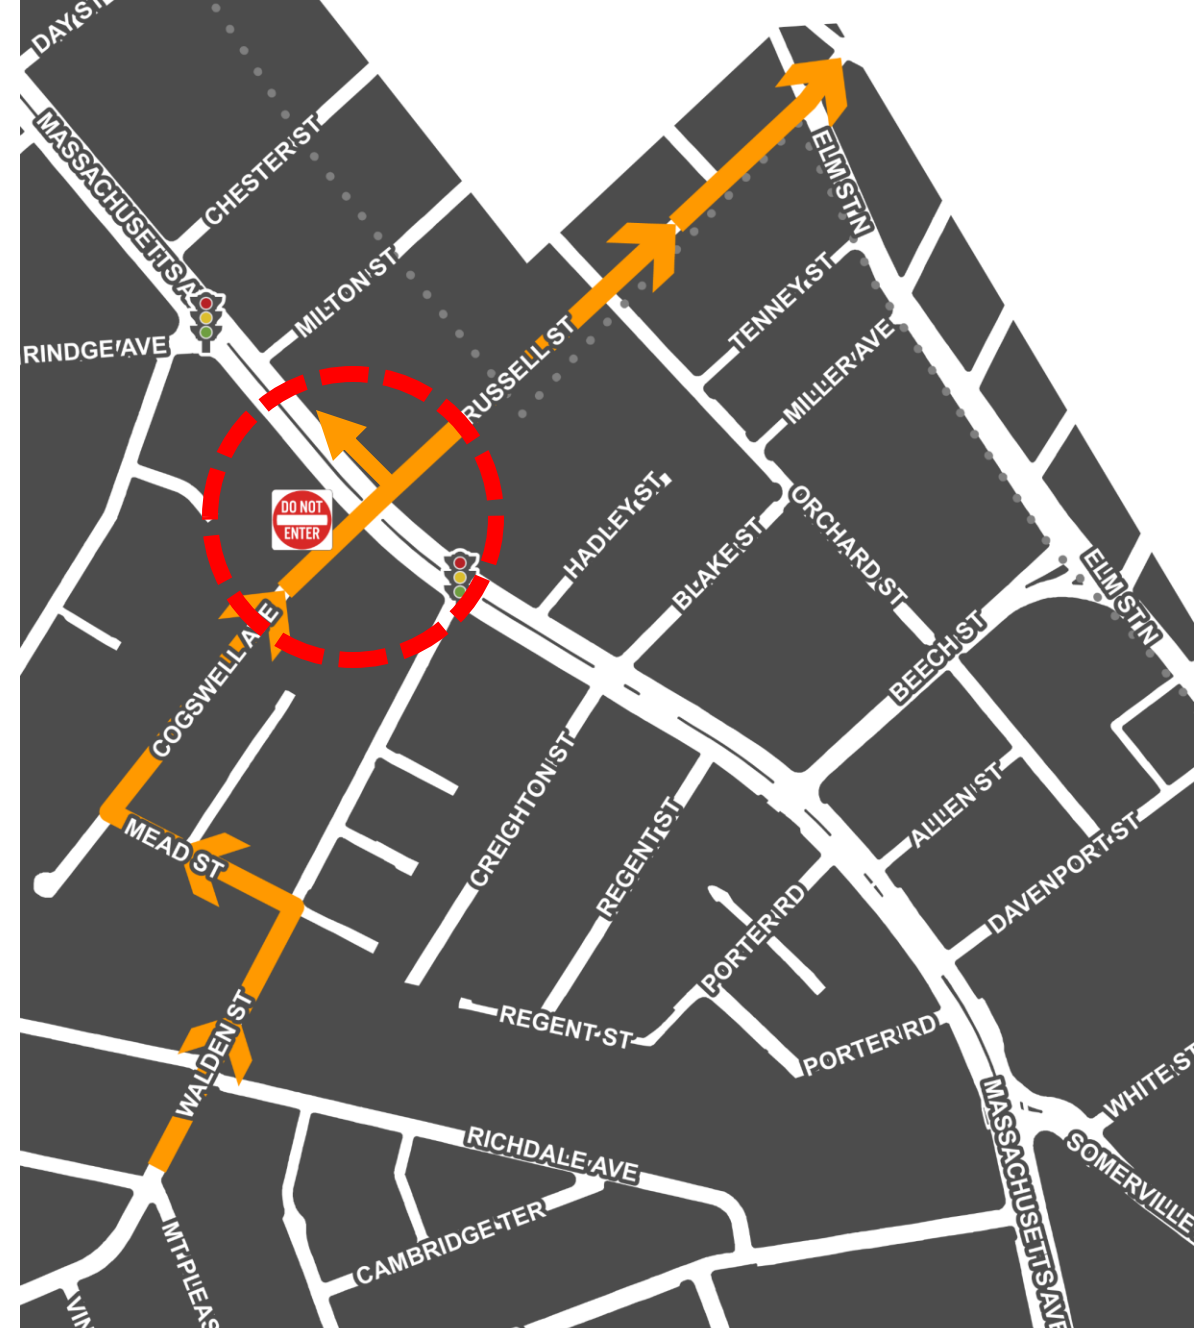 DAY ST
MASSACHUSETTS A
CHESTER ST
MILTON ST
RINDGE AVE
RUSSELL ST
ELM ST N
TENNEY ST
MILLER AVE
DO NOT
ENTER
HADLEY ST
BLAKE ST
ORCHARD ST
BEECH ST
ELM ST N
COGSWELL AVE
MEAD ST
CREIGHTON ST
REGENT ST
ALLEN ST
DAVENPORT ST
PORTER RD
WALDEN ST
REGENT ST
PORTER RD
WHITE ST
MASSACHUSETTS AVE
SOMERVILLE
RICHDALE AVE
CAMBRIDGE TER
MT PLEAS
VIN